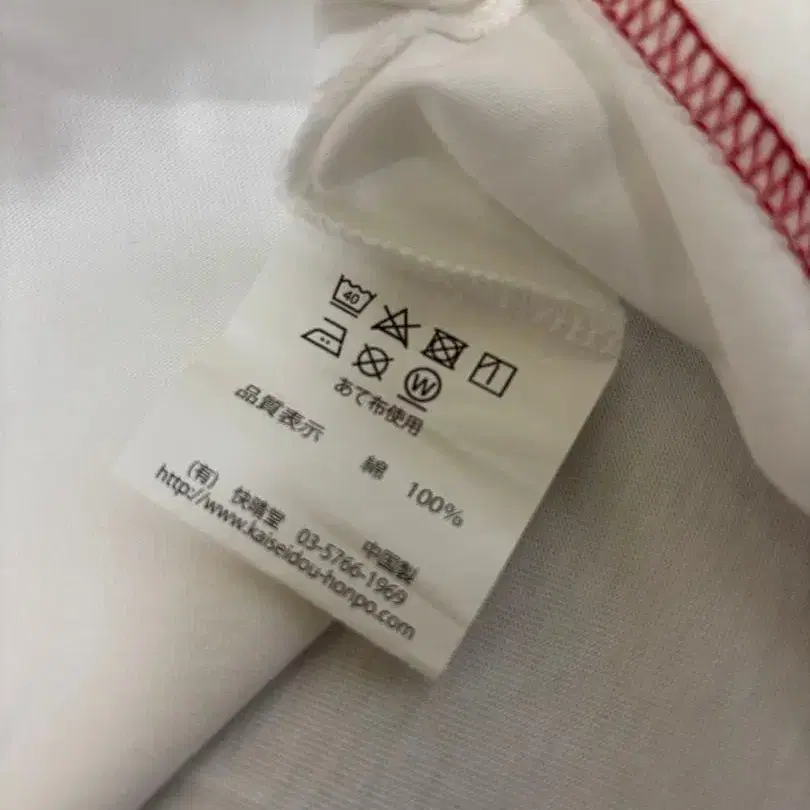 40
W
あて布使用
品質表示
綿 100%
中国製
(有) 快晴堂 03-5766-1969
http://www.kaiseidou-honpo.com